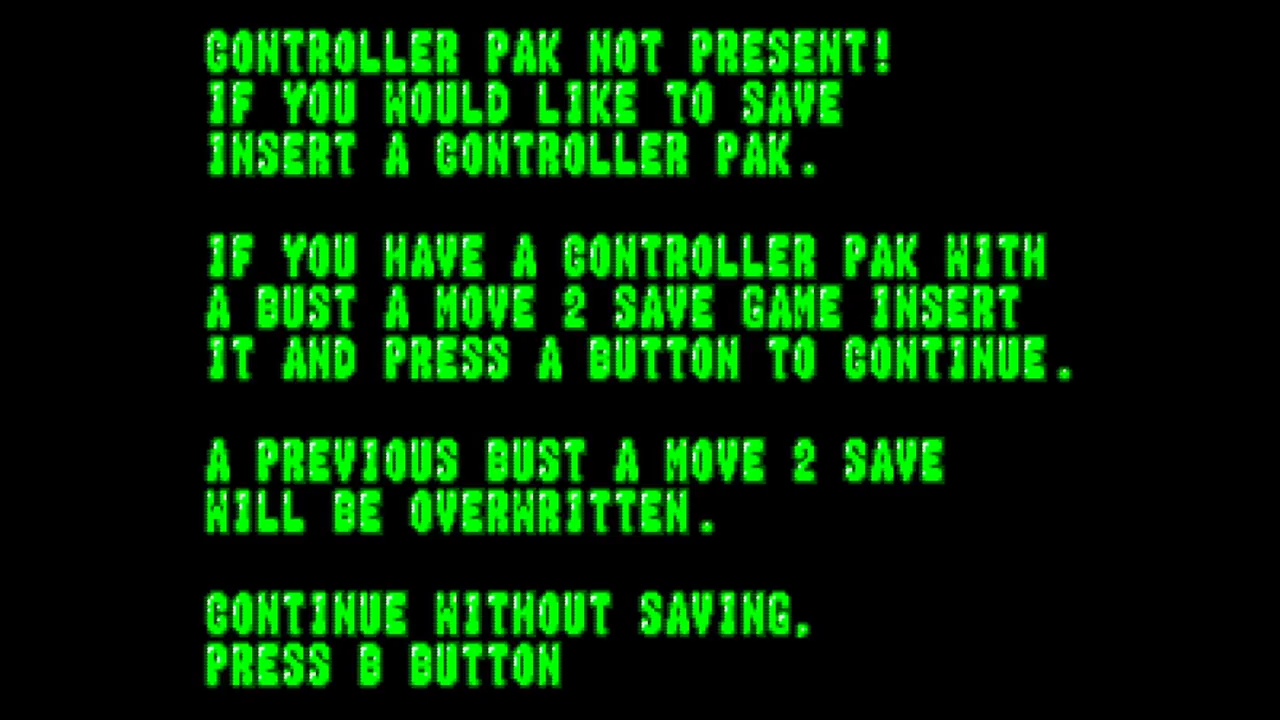 CONTROLLER PAK NOT PRESENT!
IF YOU WOULD LIKE TO SAVE
INSERT A CONTROLLER PAK.
IF YOU HAVE A CONTROLLER PAK WITH
A BUST A MOVE 2 SAVE GAME INSERT
IT AND PRESS A BUTTON TO CONTINUE.
A PREVIOUS BUST A MOVE 2 SAVE
WILL BE OVERWRITTEN.
CONTINUE WITHOUT SAVING,
PRESS B BUTTON